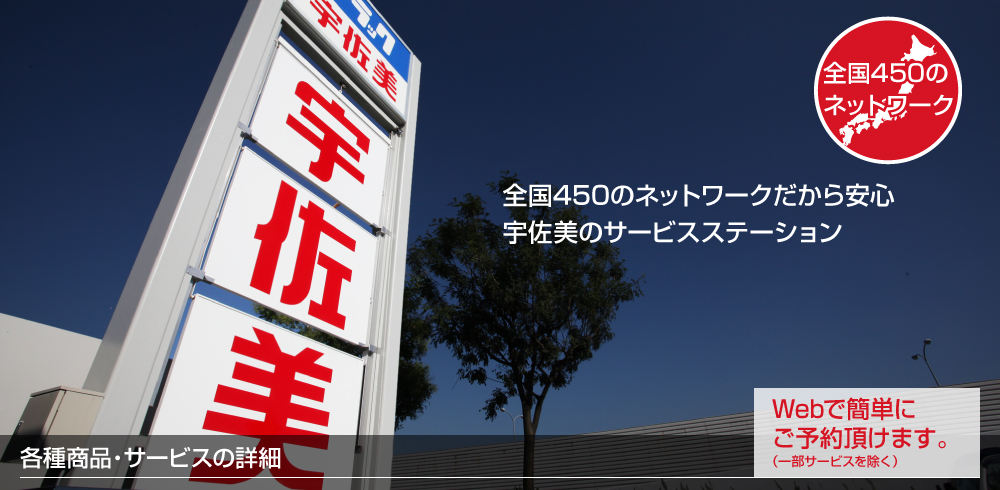 ラック
宇佐美
宇
佐
美
全国450の
ネットワーク
全国450のネットワークだから安心
宇佐美のサービスステーション
Webで簡単に
ご予約頂けます。
（一部サービスを除く）
各種商品・サービスの詳細